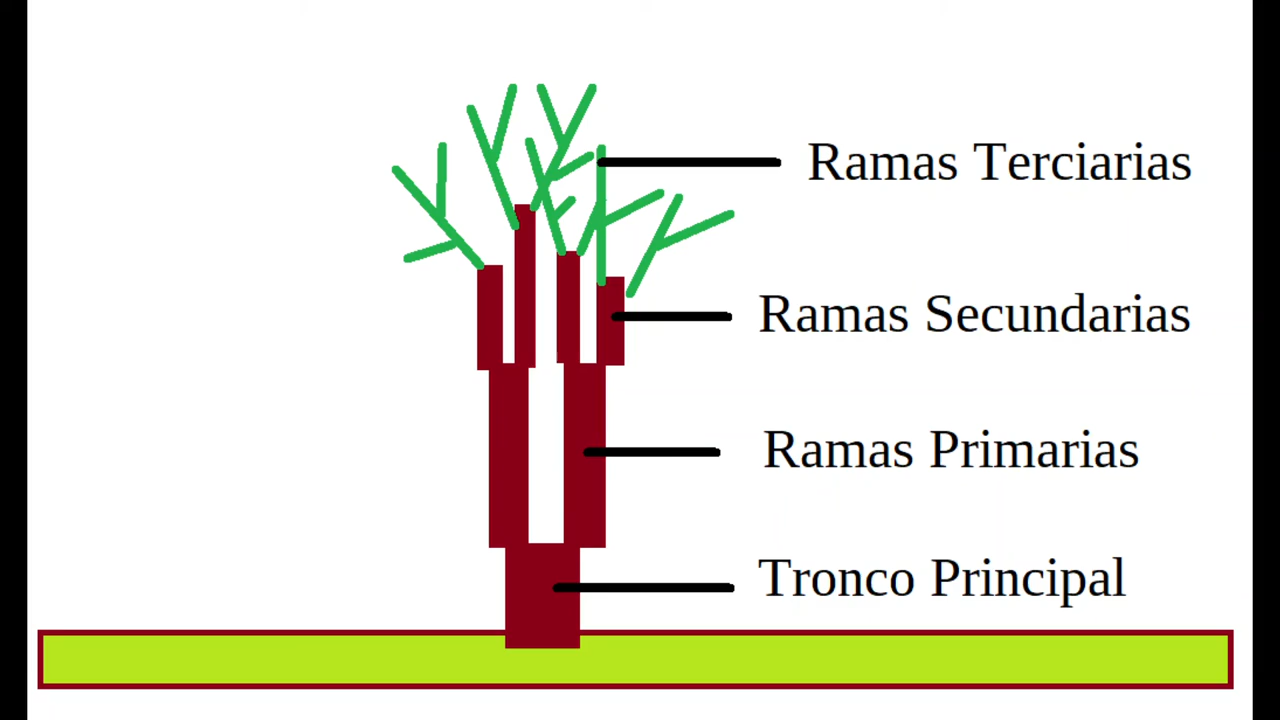 Ramas Terciarias
Ramas Secundarias
Ramas Primarias
Tronco Principal